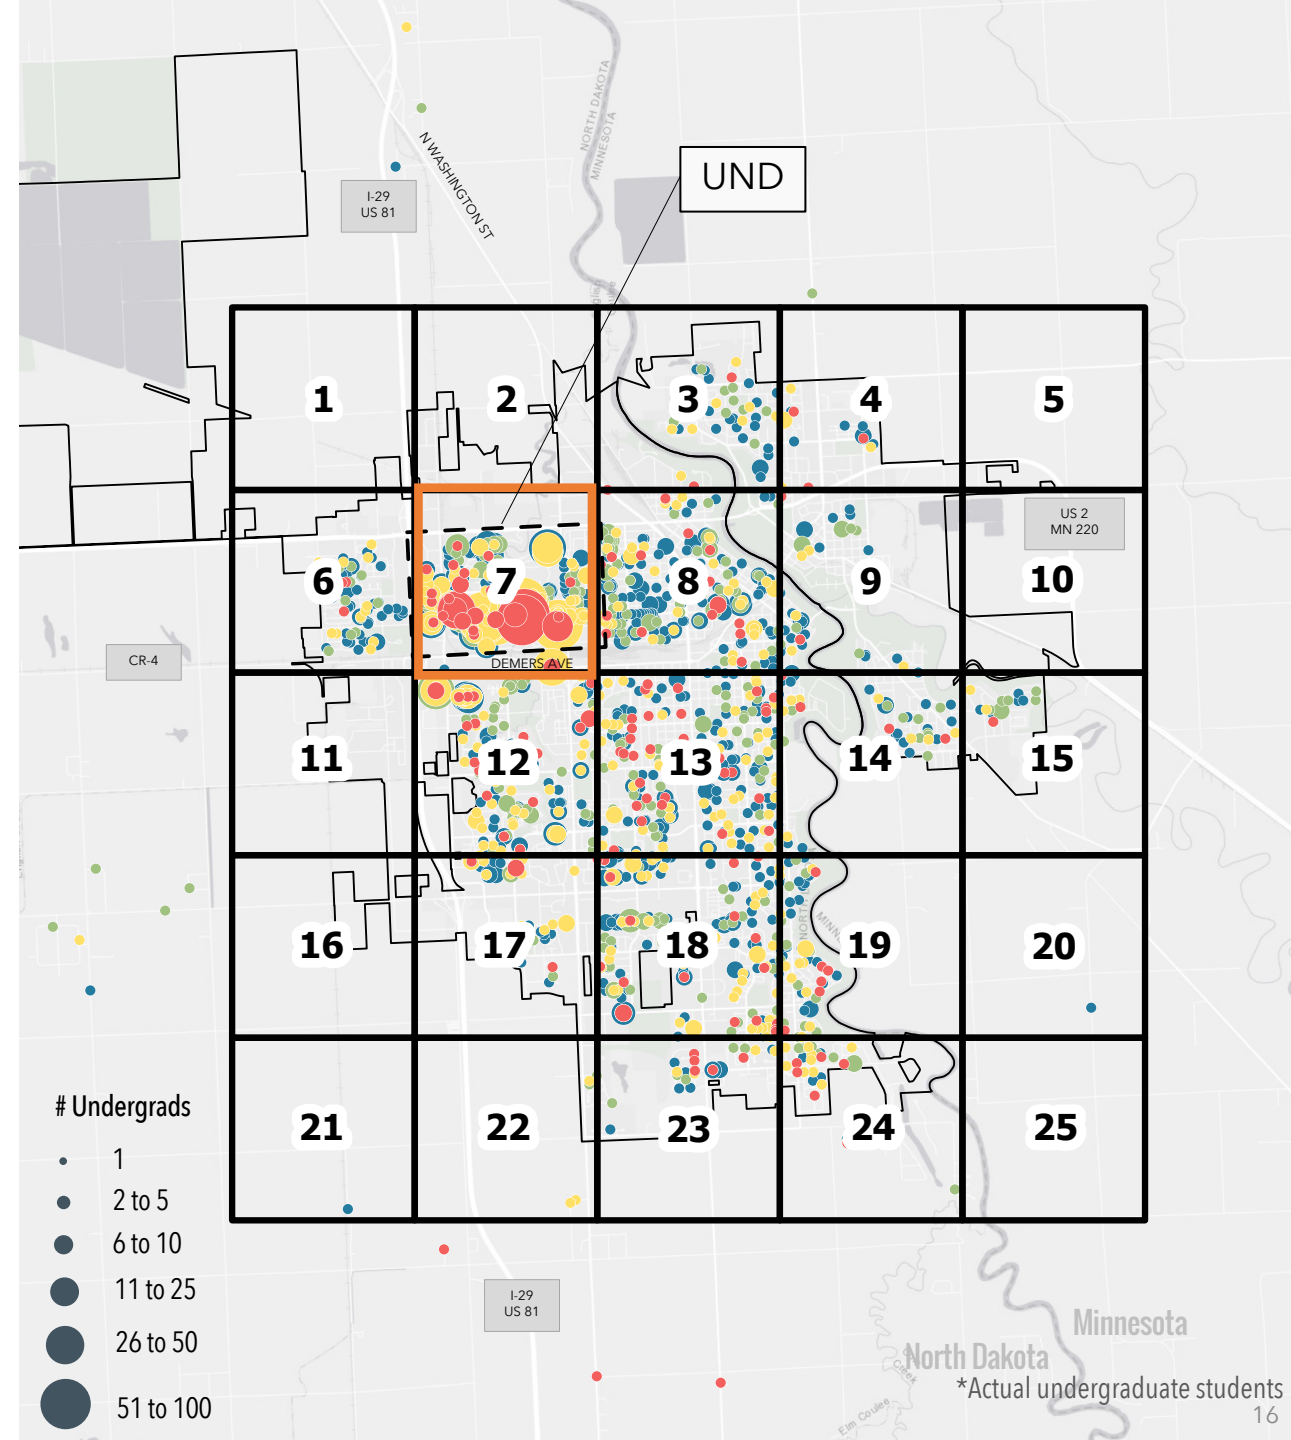 NORTH DAKOTA
MINNESOTA
N WASHINGTON ST
UND
I-29
US 81
1
2
3
4
5
US 2
MN 220
6
7
8
9
10
DEMERS AVE
CR-4
11
12
13
14
15
16
17
18
19
20
21
22
23
24
25
# Undergrads
1
2 to 5
6 to 10
11 to 25
26 to 50
51 to 100
I-29
US 81
Minnesota
North Dakota
Creek
*Actual undergraduate students
16
Elm Coulee